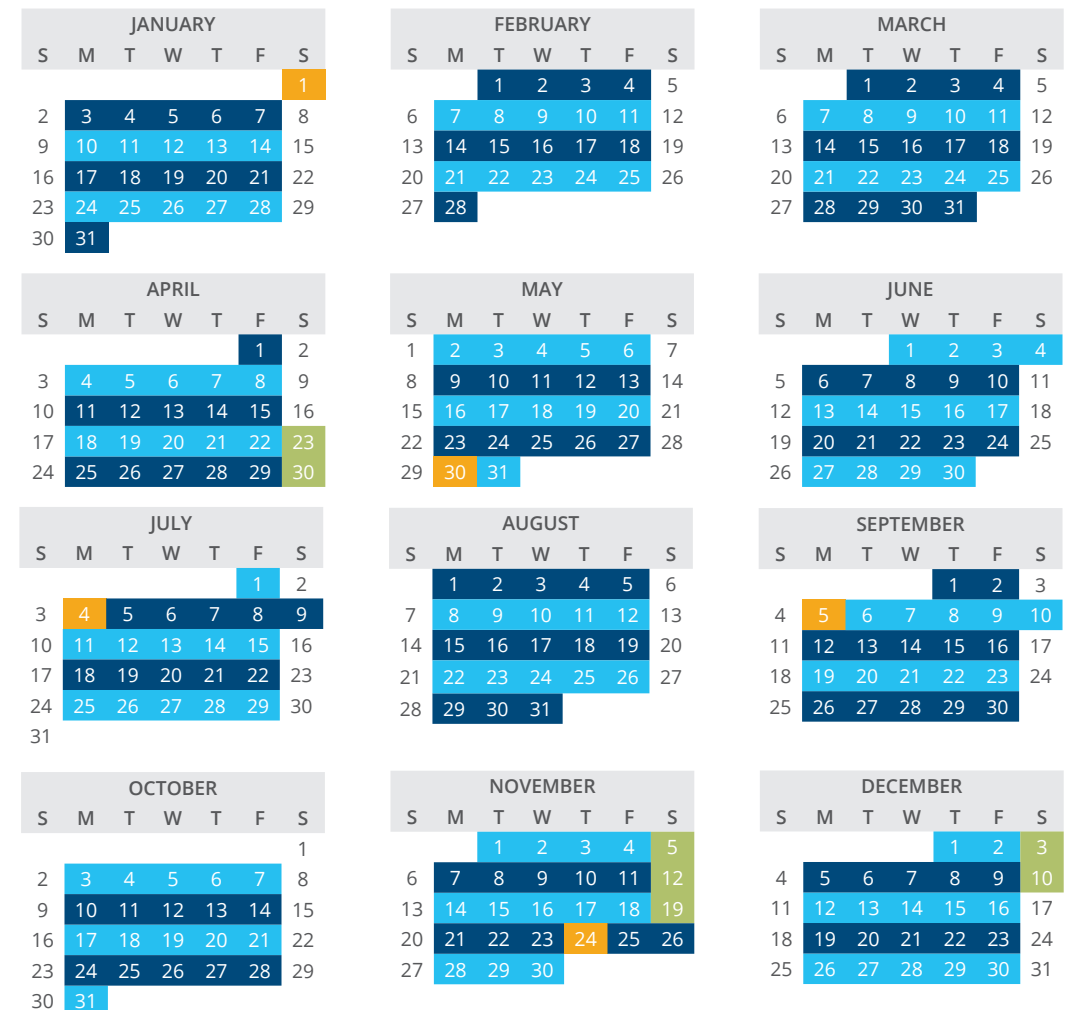 JANUARY
S M T W T F S
1
2 3 4 5 6 7 8
9 10 11 12 13 14 15
16 17 18 19 20 21 22
23 24 25 26 27 28 29
30 31
FEBRUARY
S M T W T F S
1 2 3 4 5
6 7 8 9 10 11 12
13 14 15 16 17 18 19
20 21 22 23 24 25 26
27 28
MARCH
S M T W T F S
1 2 3 4 5
6 7 8 9 10 11 12
13 14 15 16 17 18 19
20 21 22 23 24 25 26
27 28 29 30 31
APRIL
S M T W T F S
1 2
3 4 5 6 7 8 9
10 11 12 13 14 15 16
17 18 19 20 21 22 23
24 25 26 27 28 29 30
MAY
S M T W T F S
1 2 3 4 5 6 7
8 9 10 11 12 13 14
15 16 17 18 19 20 21
22 23 24 25 26 27 28
29 30 31
JUNE
S M T W T F S
1 2 3 4
5 6 7 8 9 10 11
12 13 14 15 16 17 18
19 20 21 22 23 24 25
26 27 28 29 30
JULY
S M T W T F S
1 2
3 4 5 6 7 8 9
10 11 12 13 14 15 16
17 18 19 20 21 22 23
24 25 26 27 28 29 30
31
AUGUST
S M T W T F S
1 2 3 4 5 6
7 8 9 10 11 12 13
14 15 16 17 18 19 20
21 22 23 24 25 26 27
28 29 30 31
SEPTEMBER
S M T W T F S
1 2 3
4 5 6 7 8 9 10
11 12 13 14 15 16 17
18 19 20 21 22 23 24
25 26 27 28 29 30
OCTOBER
S M T W T F S
1
2 3 4 5 6 7 8
9 10 11 12 13 14 15
16 17 18 19 20 21 22
23 24 25 26 27 28 29
30 31
NOVEMBER
S M T W T F S
1 2 3 4 5
6 7 8 9 10 11 12
13 14 15 16 17 18 19
20 21 22 23 24 25 26
27 28 29 30
DECEMBER
S M T W T F S
1 2 3
4 5 6 7 8 9 10
11 12 13 14 15 16 17
18 19 20 21 22 23 24
25 26 27 28 29 30 31